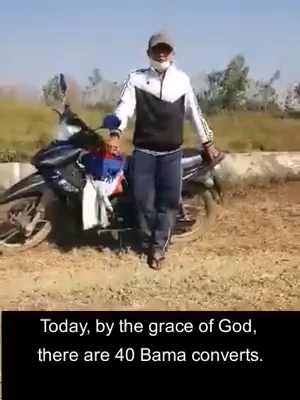 Today, by the grace of God,
there are 40 Bama converts.